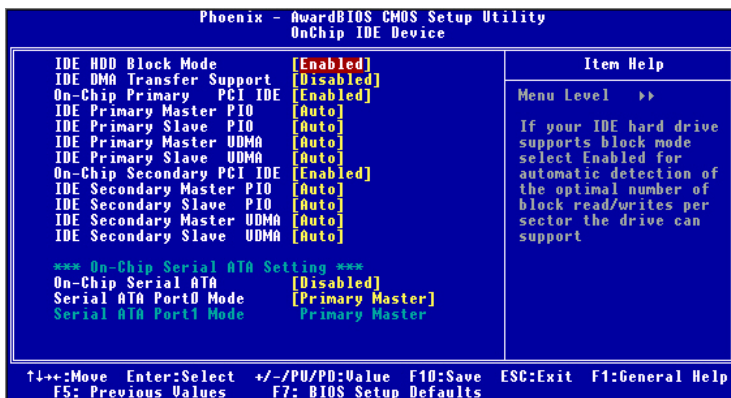 Phoenix - AwardBIOS CMOS Setup Utility
OnChip IDE Device
IDE HDD Block Mode [Enabled]
IDE DMA Transfer Support [Disabled]
On-Chip Primary PCI IDE [Enabled]
IDE Primary Master PIO [Auto]
IDE Primary Slave PIO [Auto]
IDE Primary Master UDMA [Auto]
IDE Primary Slave UDMA [Auto]
On-Chip Secondary PCI IDE [Enabled]
IDE Secondary Master PIO [Auto]
IDE Secondary Slave PIO [Auto]
IDE Secondary Master UDMA [Auto]
IDE Secondary Slave UDMA [Auto]
*** On-Chip Serial ATA Setting ***
On-Chip Serial ATA [Disabled]
Serial ATA Port0 Mode [Primary Master]
Serial ATA Port1 Mode Primary Master
Item Help
Menu Level ►►
If your IDE hard drive
supports block mode
select Enabled for
automatic detection of
the optimal number of
block read/writes per
sector the drive can
support
↑↓→←:Move Enter:Select +/-/PU/PD:Value F10:Save ESC:Exit F1:General Help
F5: Previous Values F7: BIOS Setup Defaults